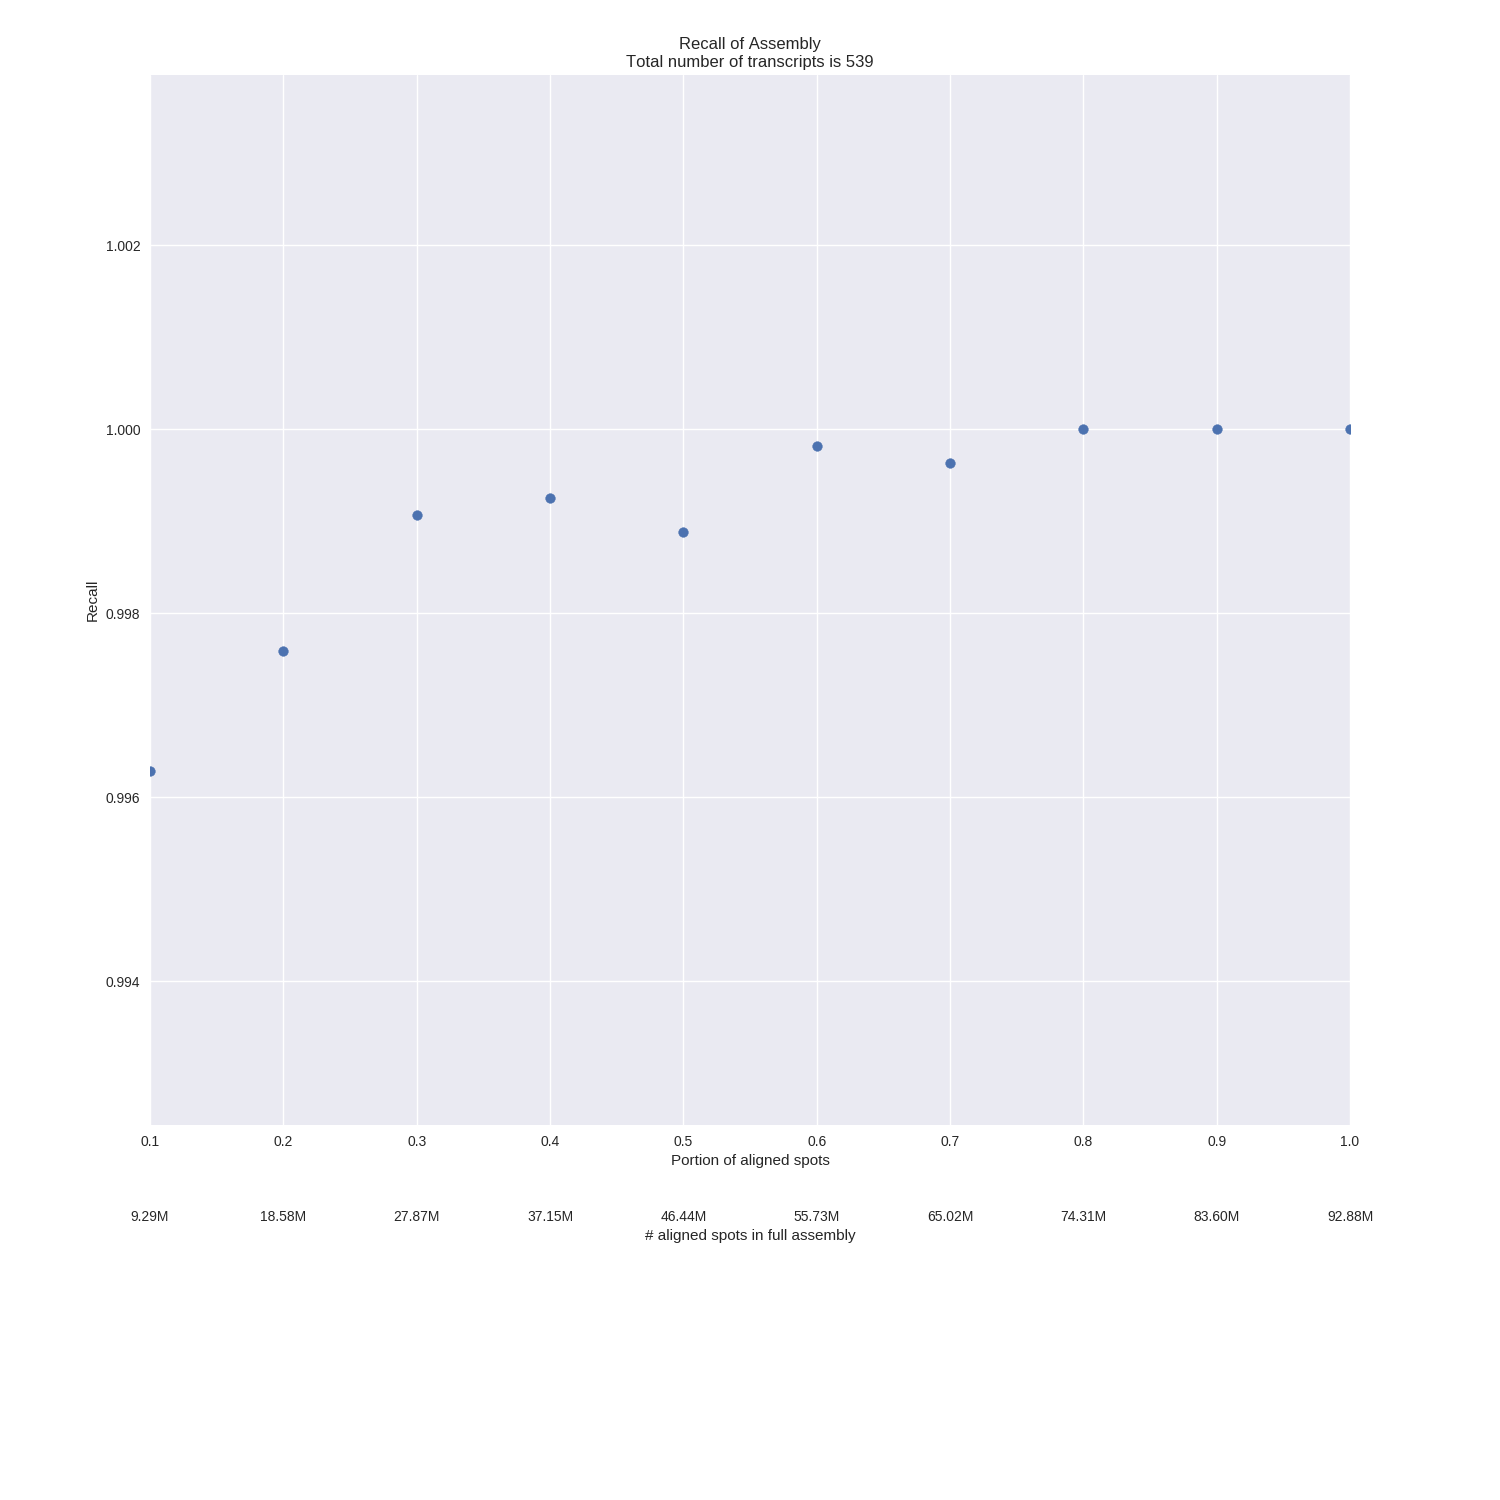 Recall of Assembly
Total number of transcripts is 539
Recall
1.002
1.000
0.998
0.996
0.994
0.1 0.2 0.3 0.4 0.5 0.6 0.7 0.8 0.9 1.0
Portion of aligned spots
9.29M 18.58M 27.87M 37.15M 46.44M 55.73M 65.02M 74.31M 83.60M 92.88M
# aligned spots in full assembly